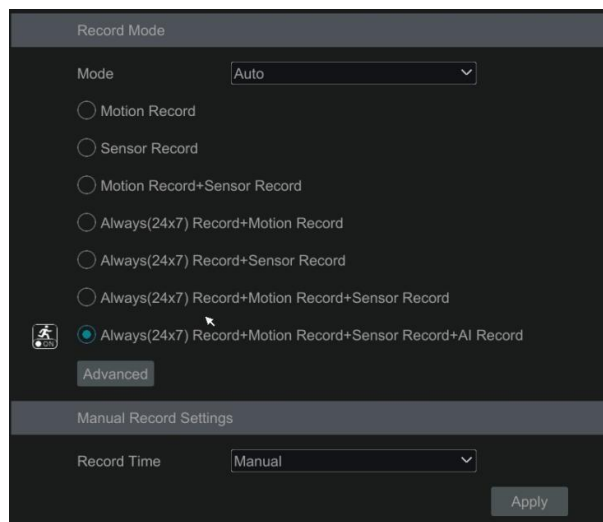 Record Mode
Mode Auto
Motion Record
Sensor Record
Motion Record+Sensor Record
Always(24x7) Record+Motion Record
Always(24x7) Record+Sensor Record
Always(24x7) Record+Motion Record+Sensor Record
ON
Always(24x7) Record+Motion Record+Sensor Record+AI Record
Advanced
Manual Record Settings
Record Time Manual
Apply